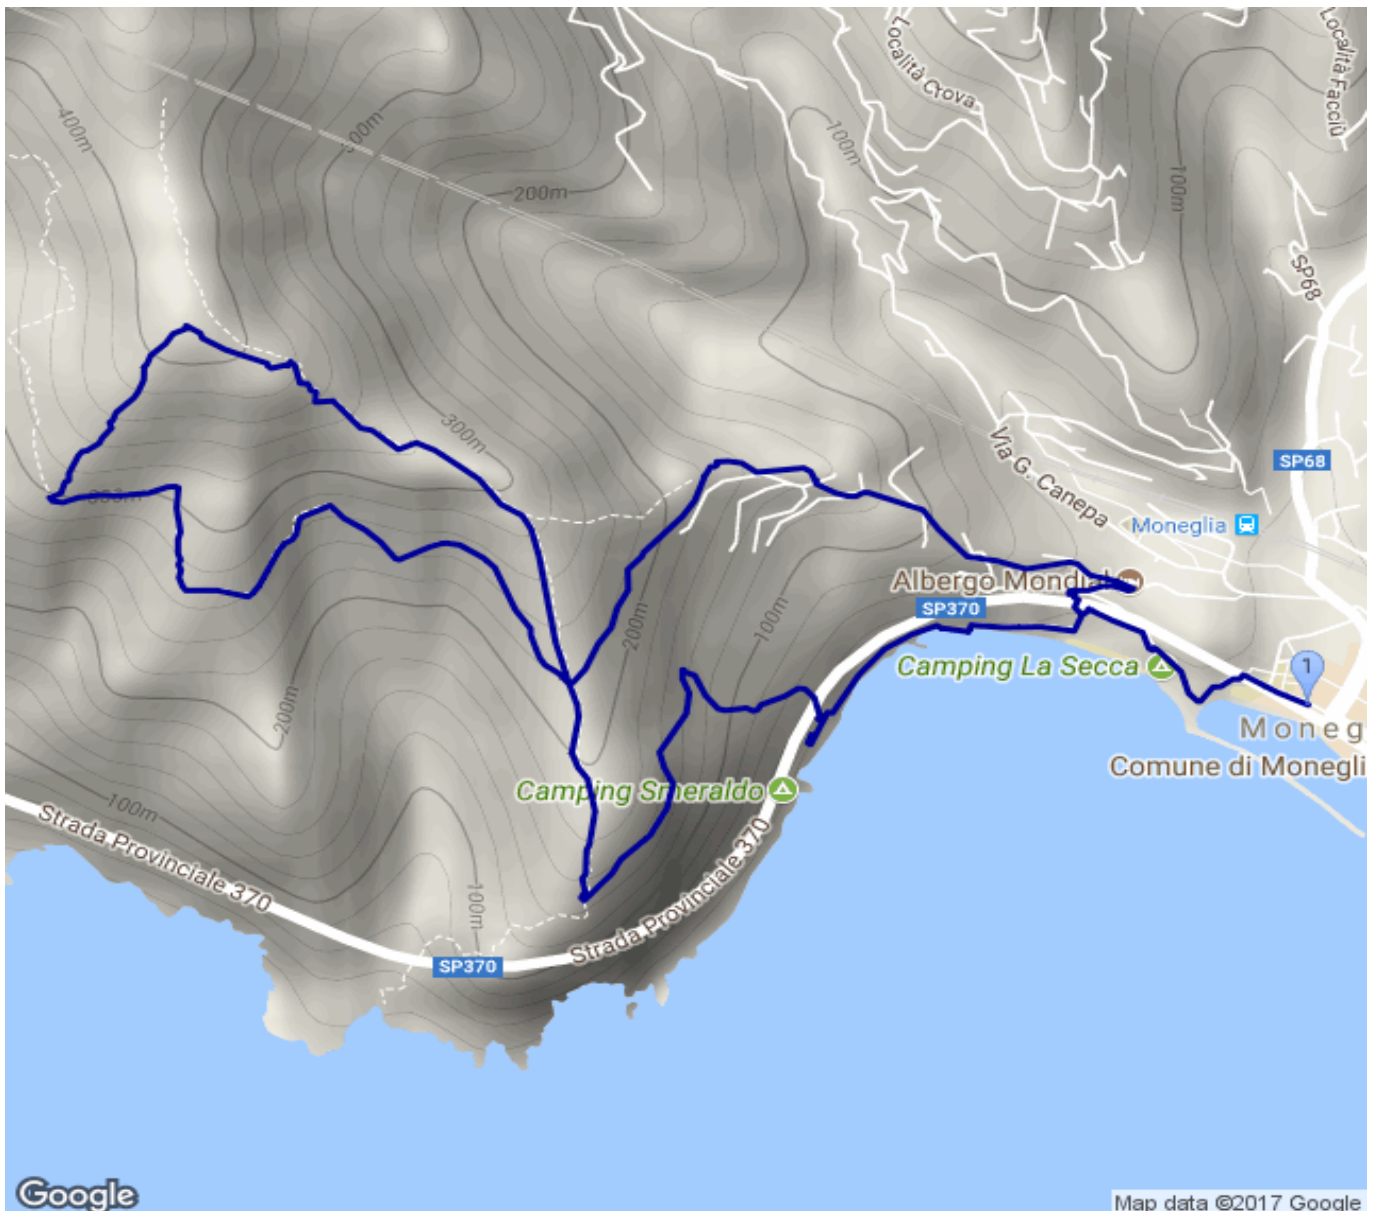 Località Crova
Località Facciù
400m
100m
200m
100m
SP68
300m
SP68
Via G. Canepa
Moneglia
Albergo Mondial
SP370
200m
100m
1
Camping La Secca
200m
Moneg
Comune di Monegli
Camping Smeraldo
100m
Strada Provinciale 370
Strada Provinciale 370
100m
SP370
Google
Map data ©2017 Google